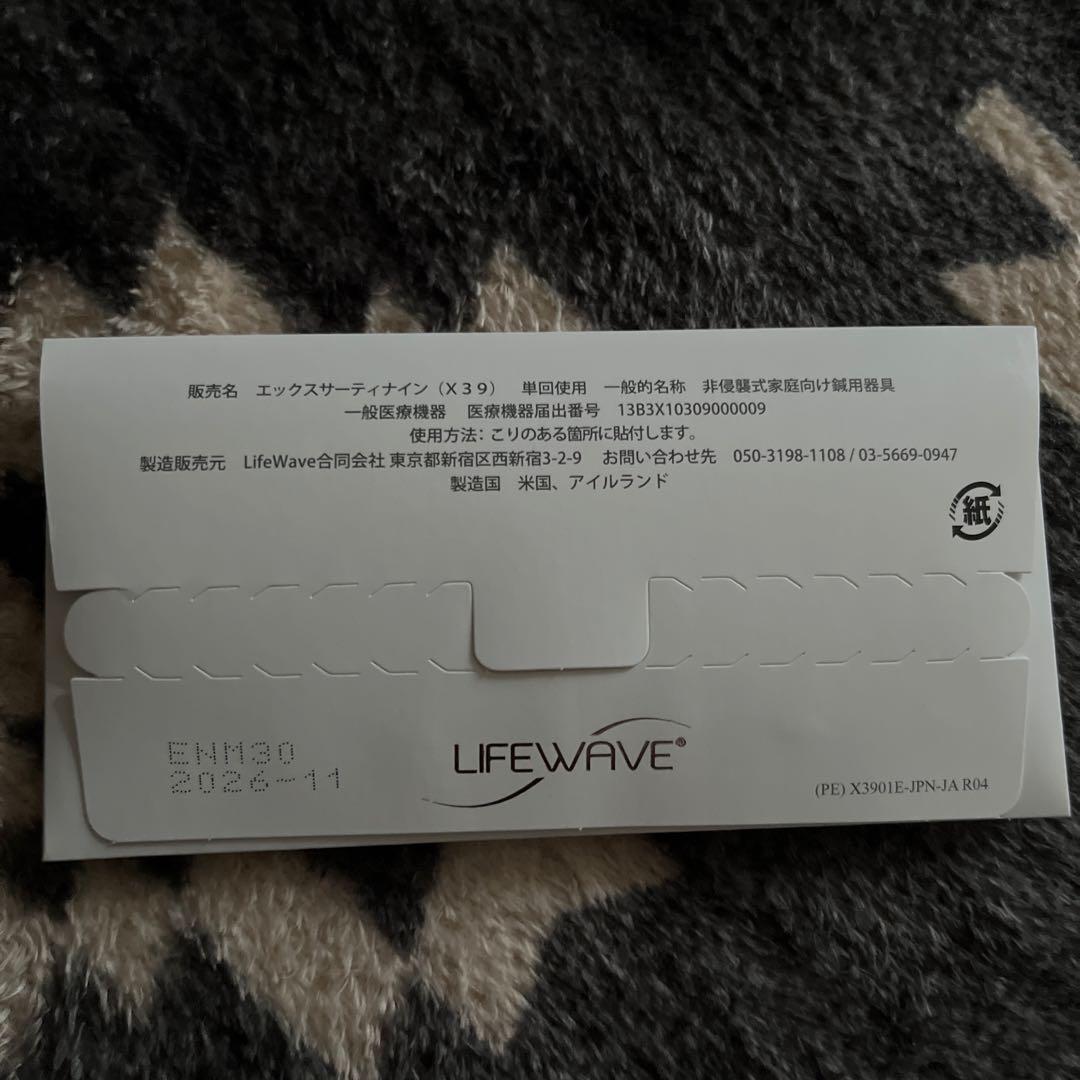 販売名　エックスサーティナイン（X３９）　単回使用　一般的名称　非侵襲式家庭向け鍼用器具
一般医療機器　医療機器届出番号　13B3X10309000009
使用方法：こりのある箇所に貼付します。
製造販売元　LifeWave合同会社 東京都新宿区西新宿3-2-9　お問い合わせ先　050-3198-1108 / 03-5669-0947
製造国　米国、アイルランド
紙
ENM30
2026-11
LIFEWAVE®
(PE) X3901E-JPN-JA R04